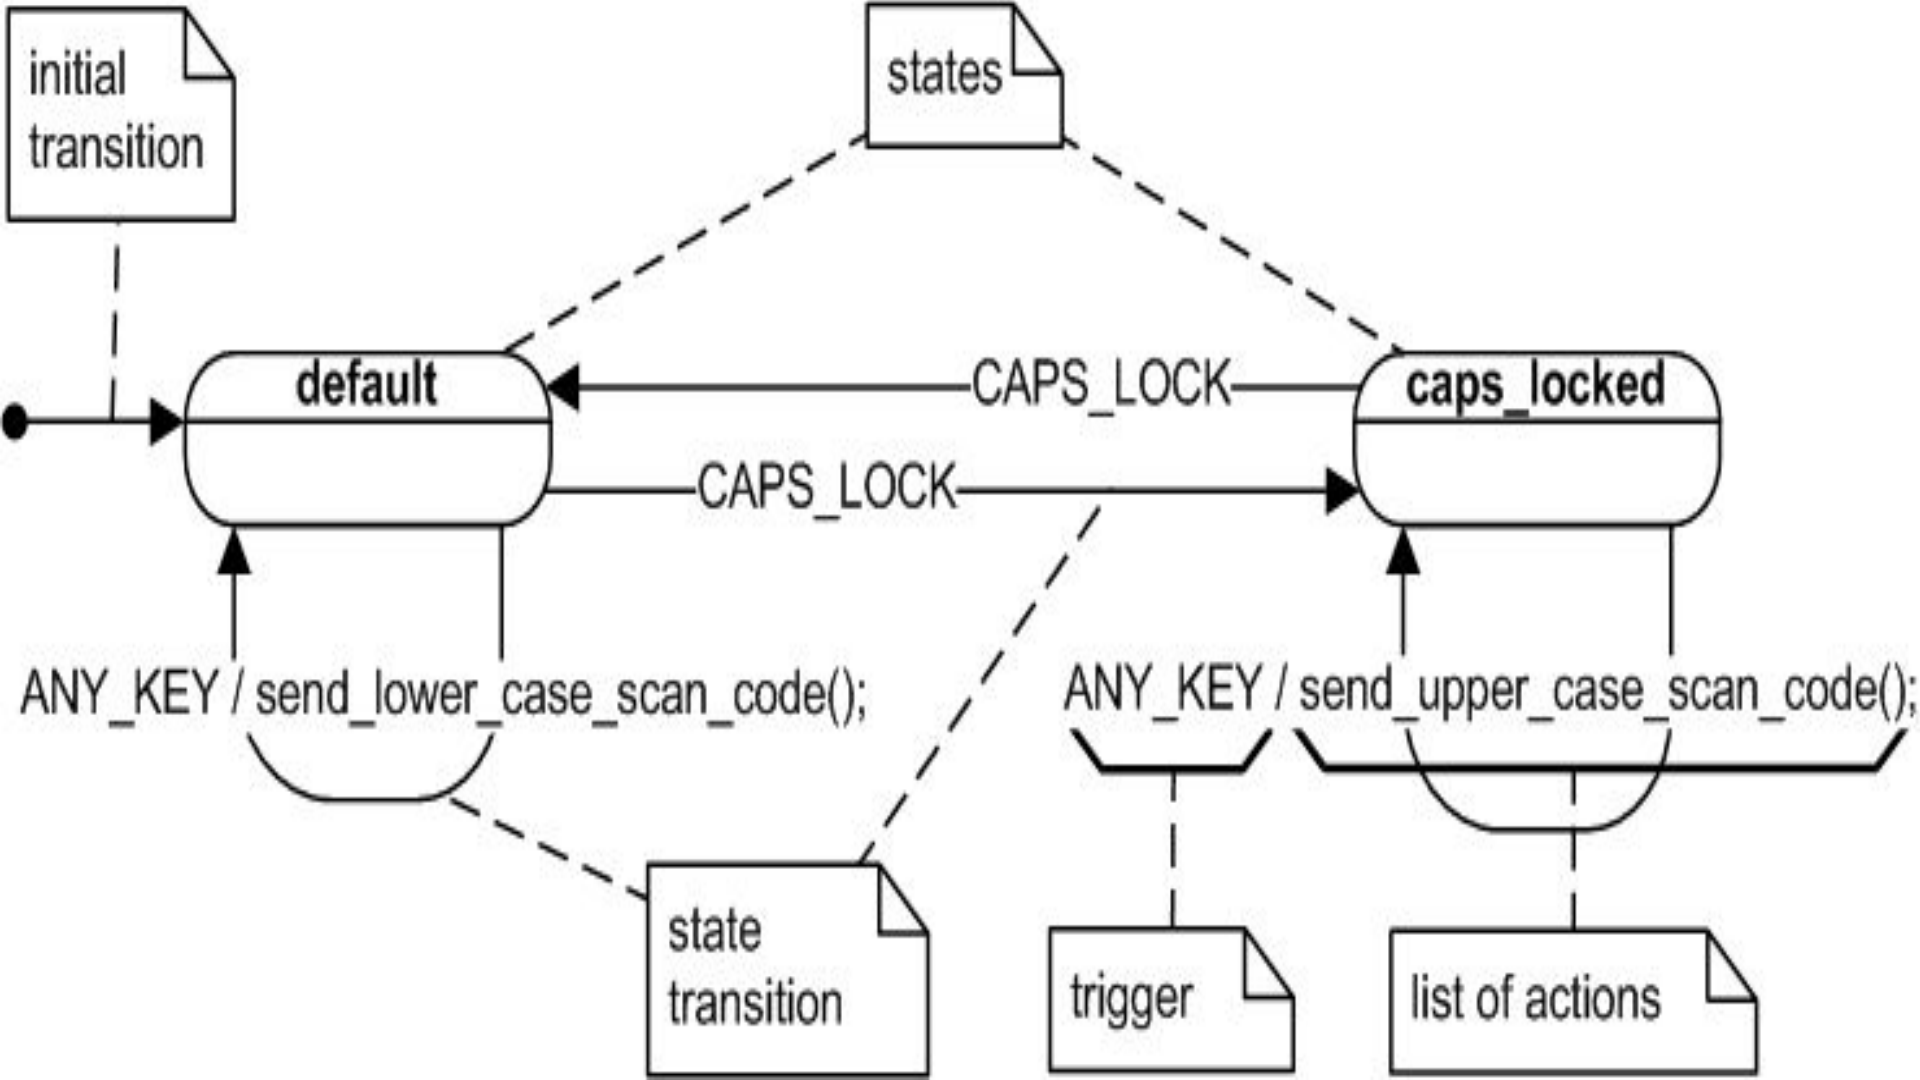 initial
transition
states
default
CAPS_LOCK
caps_locked
CAPS_LOCK
ANY_KEY / send_lower_case_scan_code();
ANY_KEY / send_upper_case_scan_code();
state
transition
trigger
list of actions